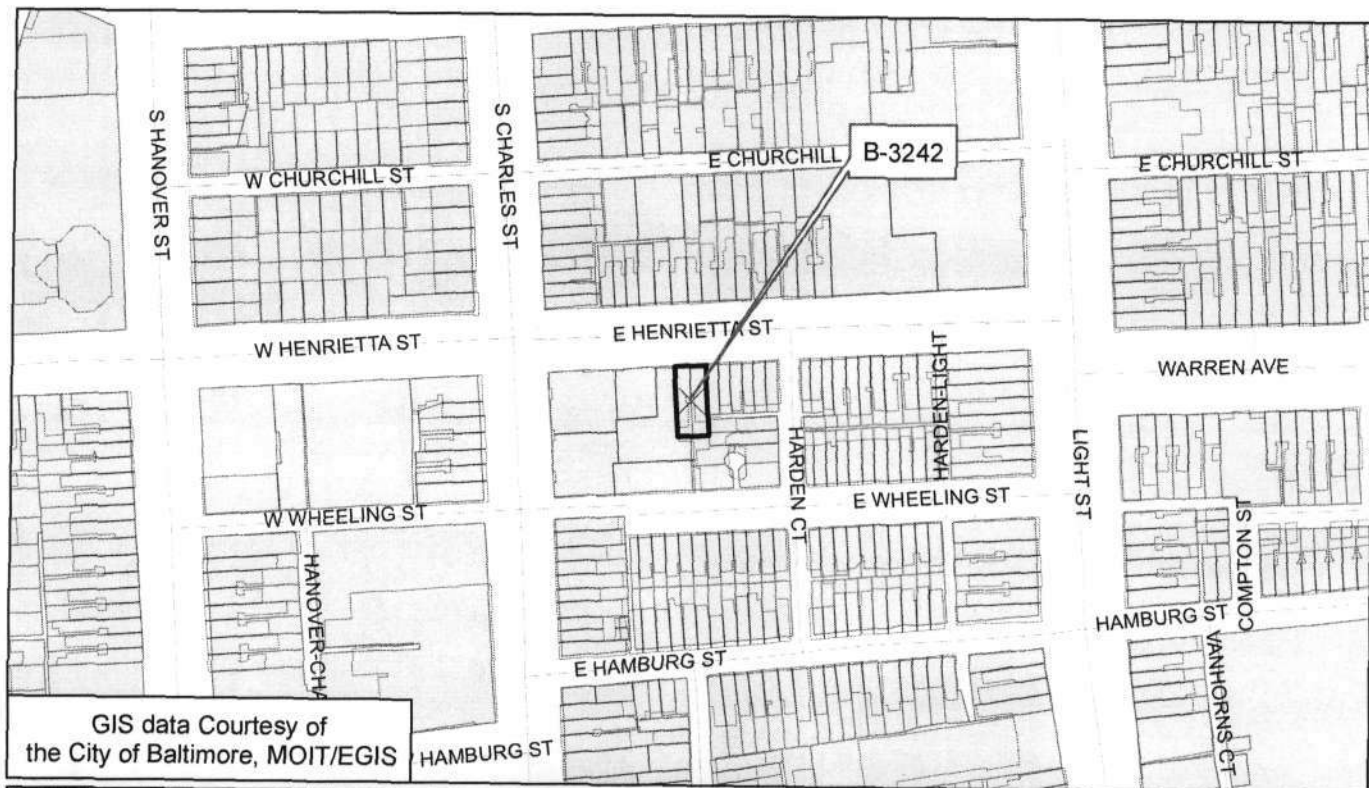 S HANOVER ST
S CHARLES ST
E CHURCHILL
B-3242
E CHURCHILL ST
W CHURCHILL ST
W HENRIETTA ST
E HENRIETTA ST
HARDEN-LIGHT
WARREN AVE
HARDEN CT
LIGHT ST
W WHEELING ST
E WHEELING ST
HANOVER-CHA
COMPTON ST
HAMBURG ST
VANHORNS CT
E HAMBURG ST
HAMBURG ST
GIS data Courtesy of
the City of Baltimore, MOIT/EGIS